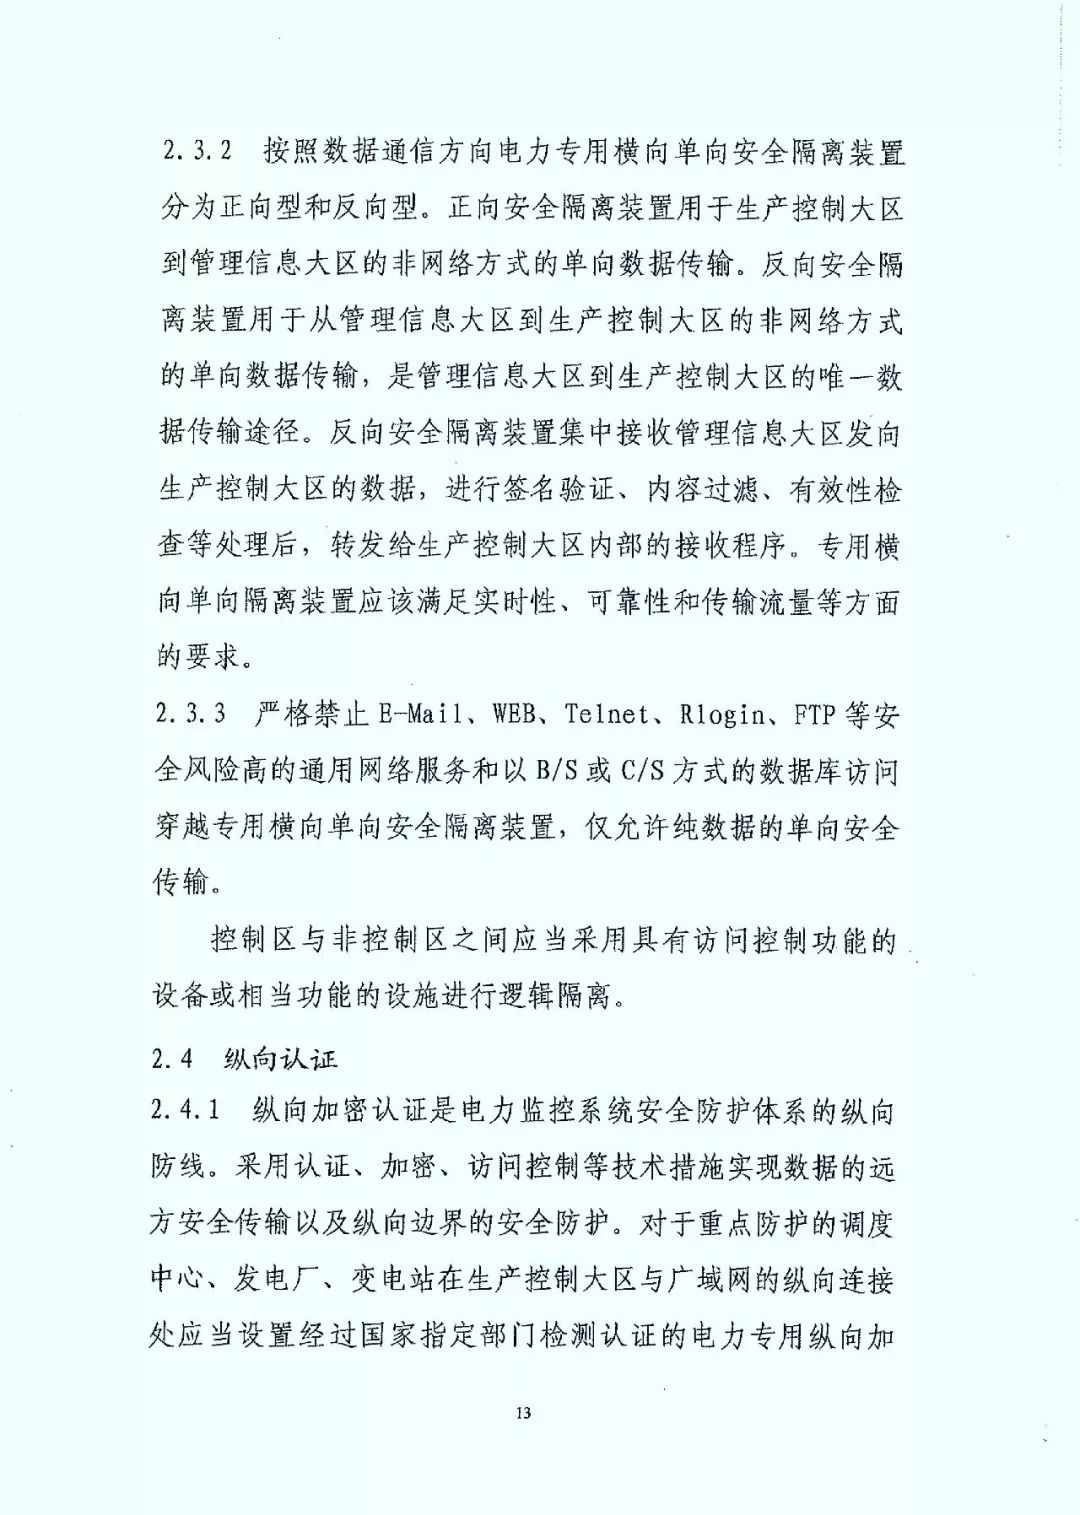 2.3.2 按照数据通信方向电力专用横向单向安全隔离装置
分为正向型和反向型。正向安全隔离装置用于生产控制大区
到管理信息大区的非网络方式的单向数据传输。反向安全隔
离装置用于从管理信息大区到生产控制大区的非网络方式
的单向数据传输，是管理信息大区到生产控制大区的唯一数
据传输途径。反向安全隔离装置集中接收管理信息大区发向
生产控制大区的数据，进行签名验证、内容过滤、有效性检
查等处理后，转发给生产控制大区内部的接收程序。专用横
向单向隔离装置应该满足实时性、可靠性和传输流量等方面
的要求。
2.3.3 严格禁止 E-Mail、WEB、Telnet、Rlogin、FTP 等安
全风险高的通用网络服务和以 B/S 或 C/S 方式的数据库访问
穿越专用横向单向安全隔离装置，仅允许纯数据的单向安全
传输。
控制区与非控制区之间应当采用具有访问控制功能的
设备或相当功能的设施进行逻辑隔离。
2.4 纵向认证
2.4.1 纵向加密认证是电力监控系统安全防护体系的纵向
防线。采用认证、加密、访问控制等技术措施实现数据的远
方安全传输以及纵向边界的安全防护。对于重点防护的调度
中心、发电厂、变电站在生产控制大区与广域网的纵向连接
处应当设置经过国家指定部门检测认证的电力专用纵向加
13